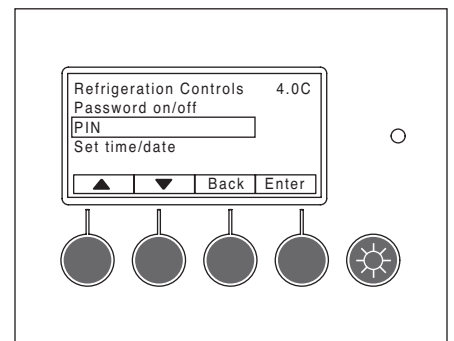 Refrigeration Controls 4.0C
Password on/off
PIN
Set time/date
Back Enter